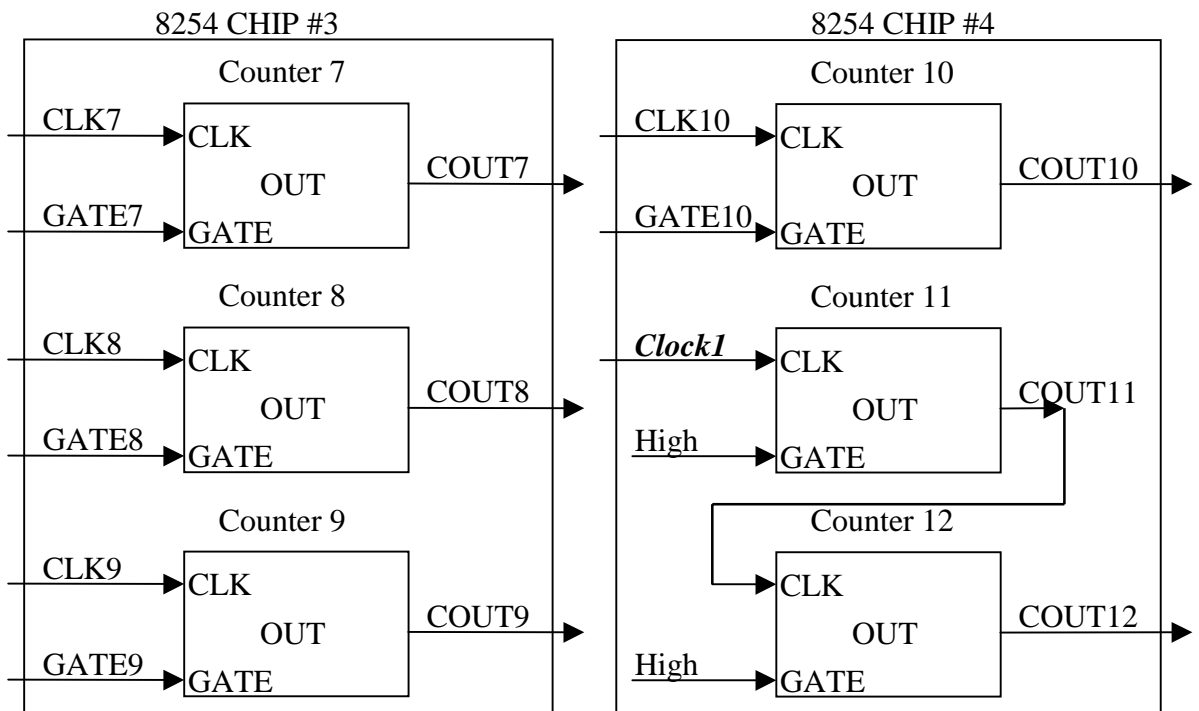 8254 CHIP #3
Counter 7
CLK7
CLK
OUT
COUT7
GATE7
GATE
Counter 8
CLK8
CLK
OUT
COUT8
GATE8
GATE
Counter 9
CLK9
CLK
OUT
COUT9
GATE9
GATE
8254 CHIP #4
Counter 10
CLK10
CLK
OUT
COUT10
GATE10
GATE
Counter 11
Clock1
CLK
OUT
COUT11
High
GATE
Counter 12
CLK
OUT
COUT12
High
GATE